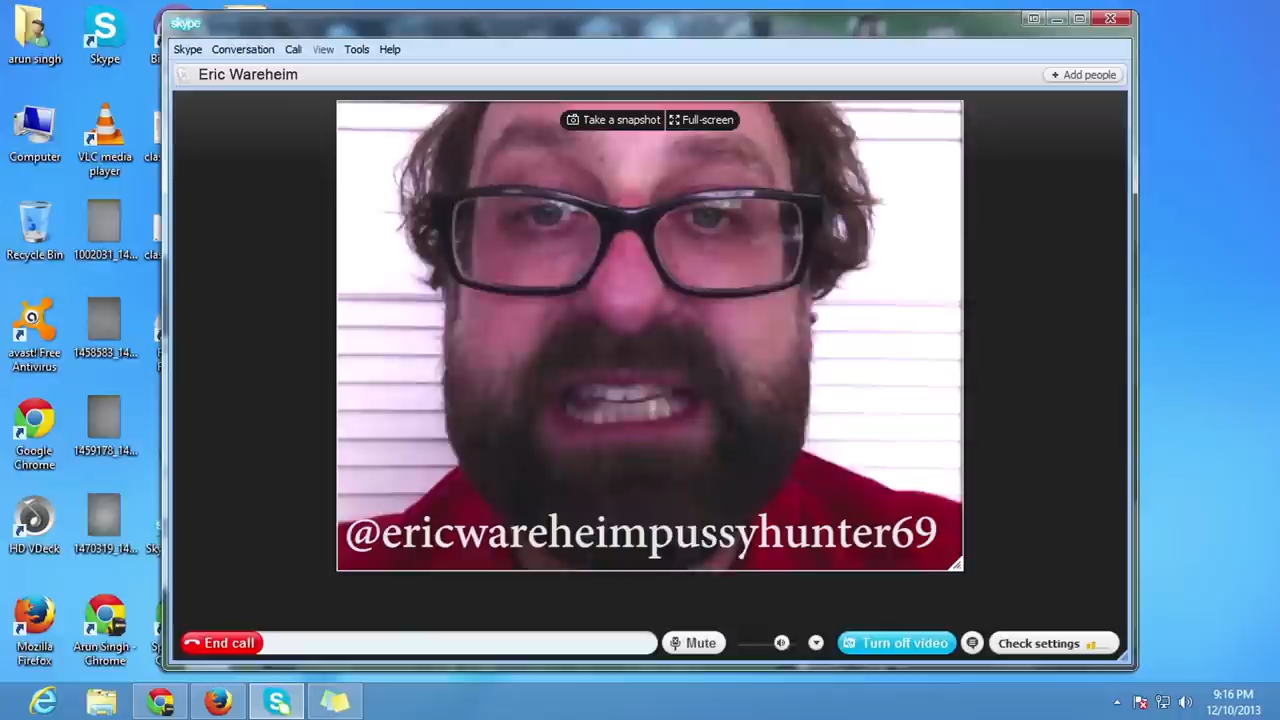 skype
Skype Conversation Call View Tools Help
Eric Wareheim
+ Add people
Take a snapshot
Full-screen
@ericwareheimpussyhunter69
End call
Mute
Turn off video
Check settings
arun singh
Skype
Computer
VLC media
player
Recycle Bin
1002031_14...
avast! Free
Antivirus
1458583_14...
Google
Chrome
1459178_14...
HD VDeck
1470319_14...
Mozilla
Firefox
Arun Singh -
Chrome
9:16 PM
12/10/2013